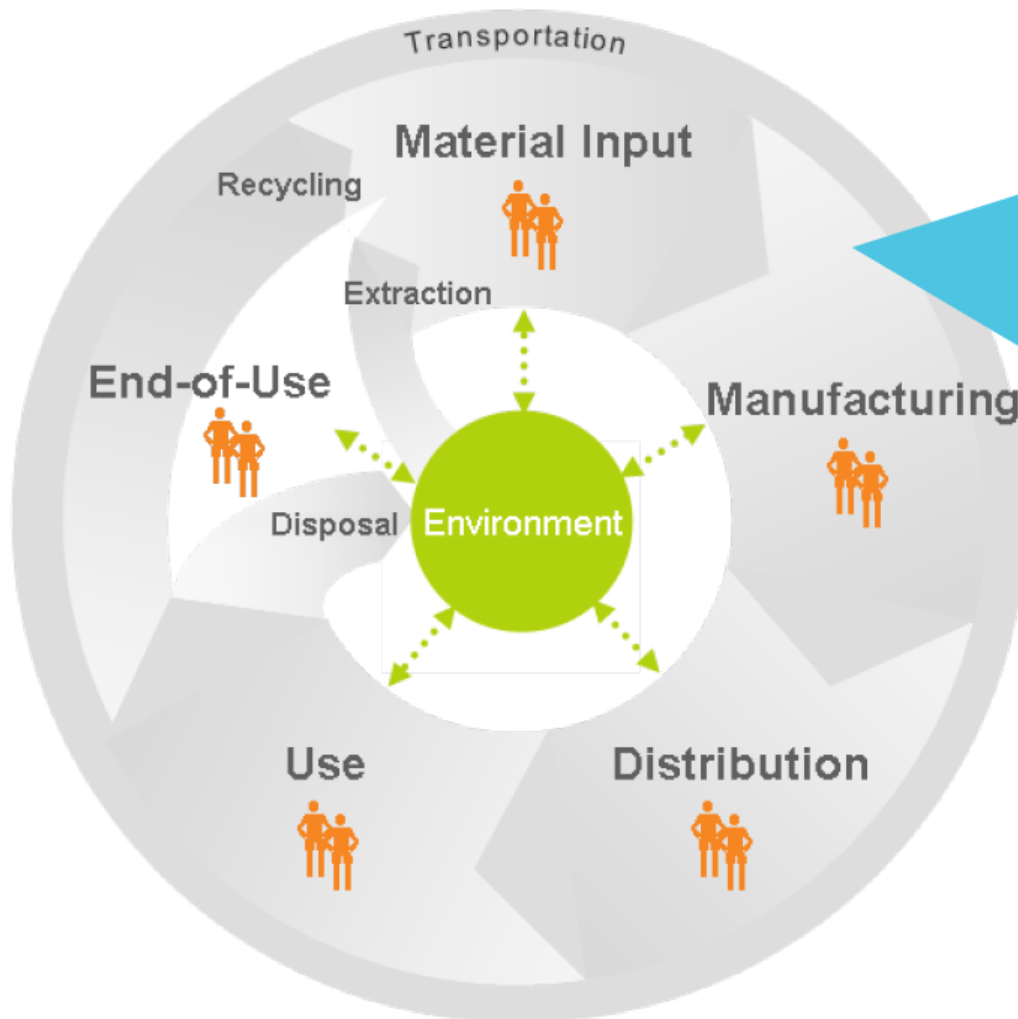 Transportation
Material Input
Recycling
Extraction
End-of-Use
Manufacturing
Disposal
Environment
Use
Distribution